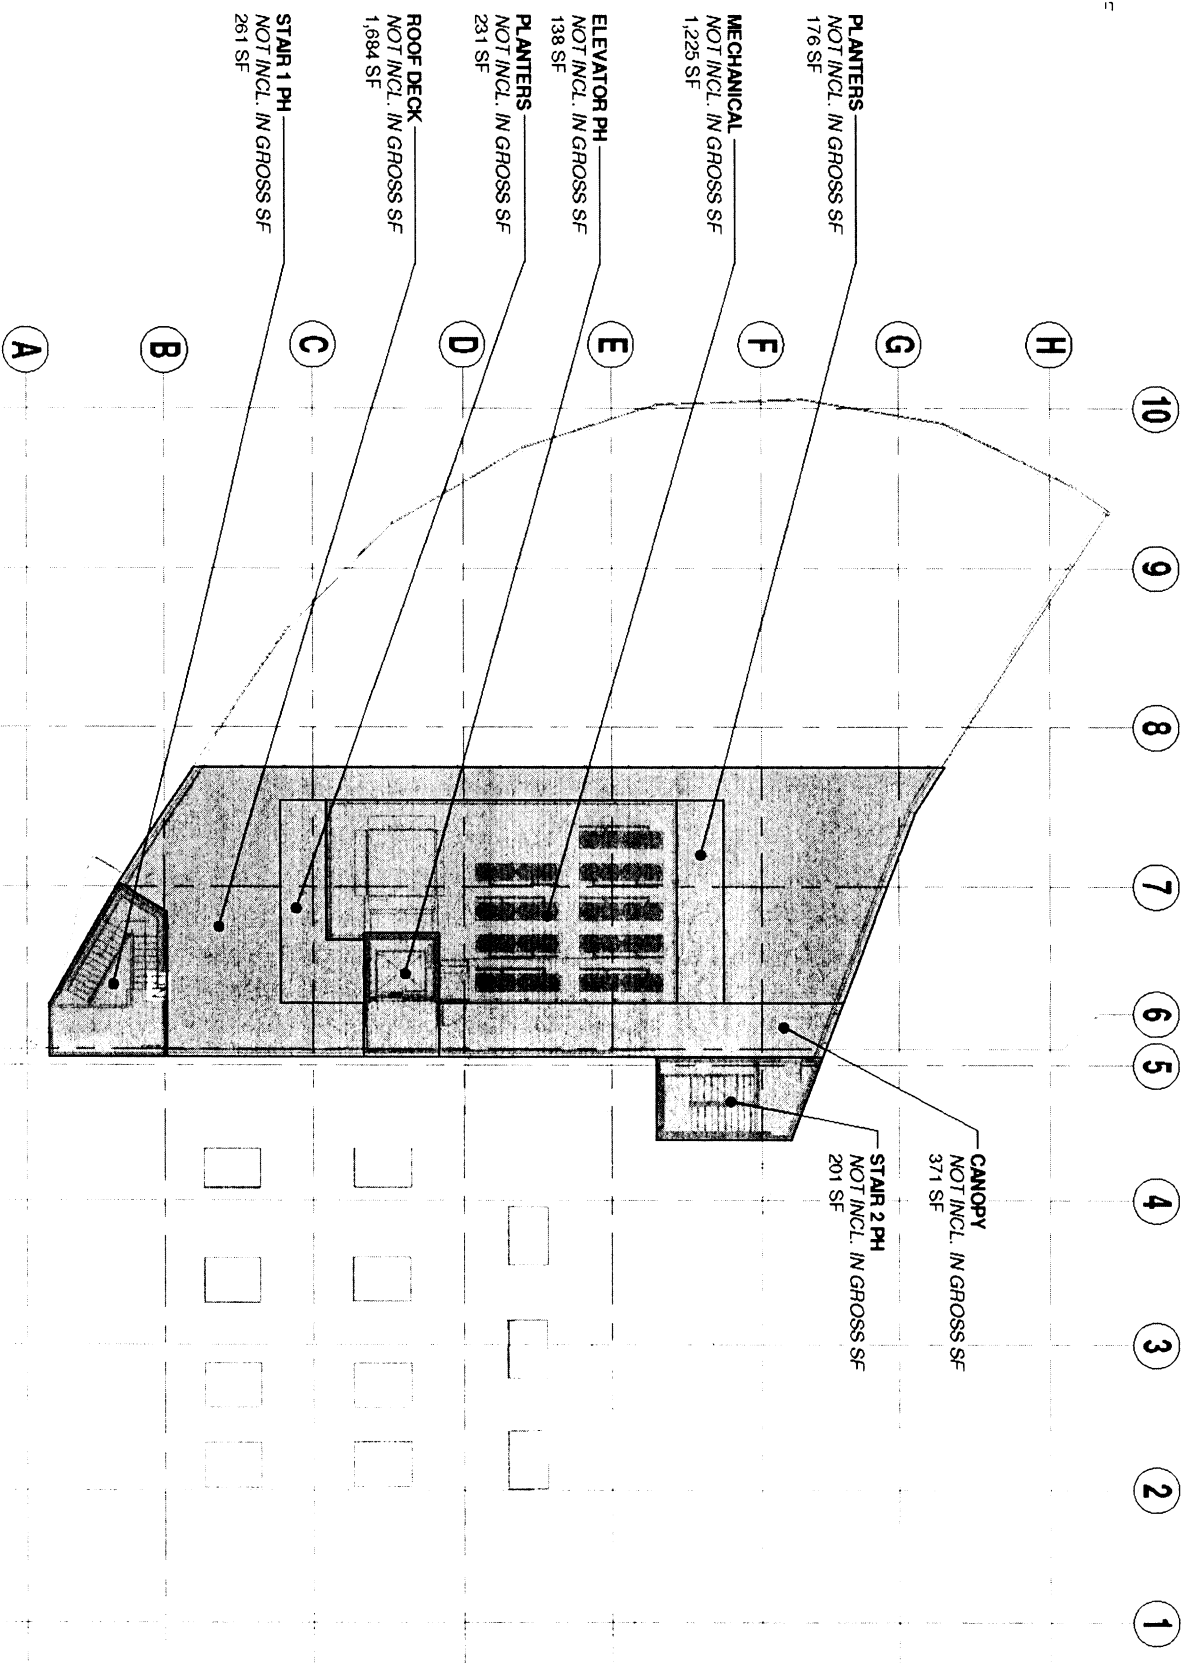 PLANTERS
NOT INCL. IN GROSS SF
176 SF
MECHANICAL
NOT INCL. IN GROSS SF
1,225 SF
ELEVATOR PH
NOT INCL. IN GROSS SF
138 SF
PLANTERS
NOT INCL. IN GROSS SF
231 SF
ROOF DECK
NOT INCL. IN GROSS SF
1,684 SF
STAIR 1 PH
NOT INCL. IN GROSS SF
261 SF
CANOPY
NOT INCL. IN GROSS SF
371 SF
STAIR 2 PH
NOT INCL. IN GROSS SF
201 SF
A
B
C
D
E
F
G
H
10
9
8
7
6
5
4
3
2
1